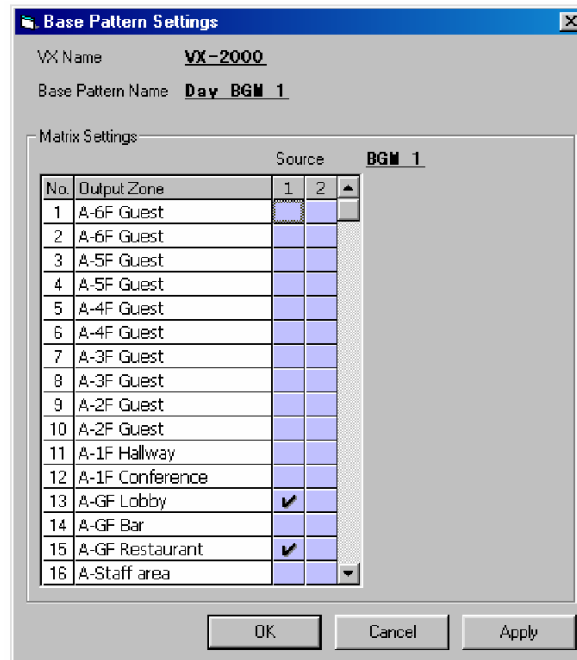 Base Pattern Settings
VX Name VX-2000
Base Pattern Name Day BGM 1
Matrix Settings
Source BGM 1
No. Output Zone 1 2
1 A-6F Guest
2 A-6F Guest
3 A-5F Guest
4 A-5F Guest
5 A-4F Guest
6 A-4F Guest
7 A-3F Guest
8 A-3F Guest
9 A-2F Guest
10 A-2F Guest
11 A-1F Hallway
12 A-1F Conference
13 A-GF Lobby ✔
14 A-GF Bar
15 A-GF Restaurant ✔
16 A-Staff area
OK Cancel Apply